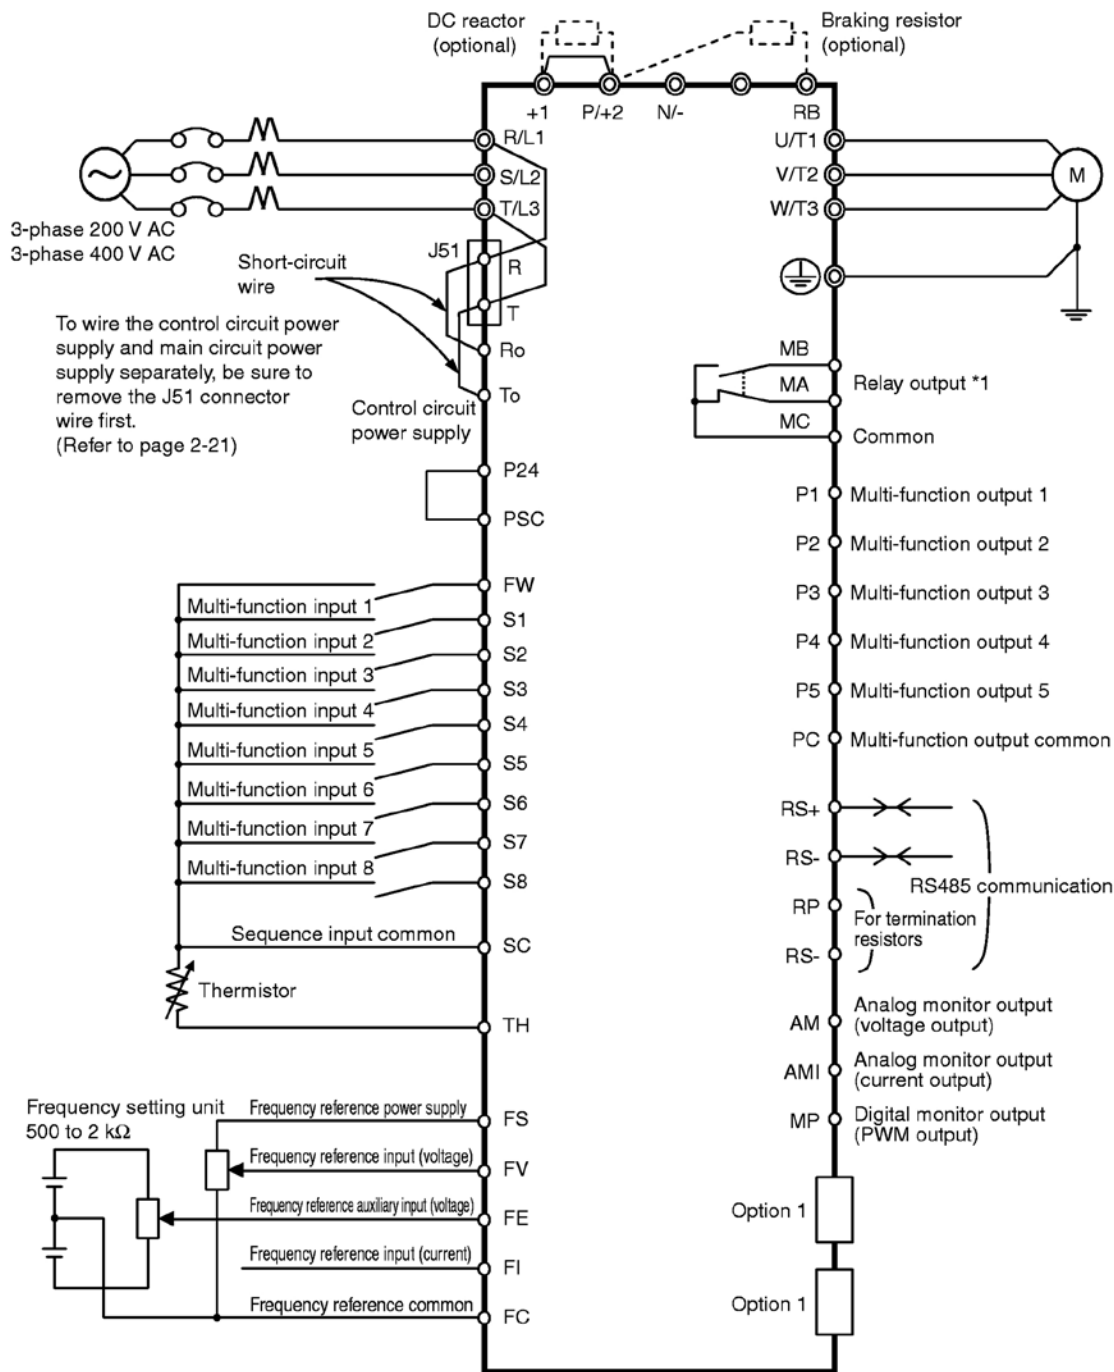 DC reactor
(optional)
Braking resistor
(optional)
+1
P/+2
N/-
RB
R/L1
S/L2
T/L3
3-phase 200 V AC
3-phase 400 V AC
U/T1
V/T2
W/T3
M
J51
R
T
Short-circuit
wire
To wire the control circuit power
supply and main circuit power
supply separately, be sure to
remove the J51 connector
wire first.
(Refer to page 2-21)
Ro
To
Control circuit
power supply
MB
MA
Relay output *1
MC
Common
P24
PSC
P1 Multi-function output 1
P2 Multi-function output 2
P3 Multi-function output 3
P4 Multi-function output 4
P5 Multi-function output 5
PC Multi-function output common
FW
Multi-function input 1
S1
Multi-function input 2
S2
Multi-function input 3
S3
Multi-function input 4
S4
Multi-function input 5
S5
Multi-function input 6
S6
Multi-function input 7
S7
Multi-function input 8
S8
Sequence input common
SC
Thermistor
TH
RS+
RS-
RS485 communication
RP
For termination
resistors
RS-
AM
Analog monitor output
(voltage output)
AMI
Analog monitor output
(current output)
MP
Digital monitor output
(PWM output)
Frequency setting unit
500 to 2 kΩ
Frequency reference power supply
FS
Frequency reference input (voltage)
FV
Frequency reference auxiliary input (voltage)
FE
Frequency reference input (current)
FI
Frequency reference common
FC
Option 1
Option 1